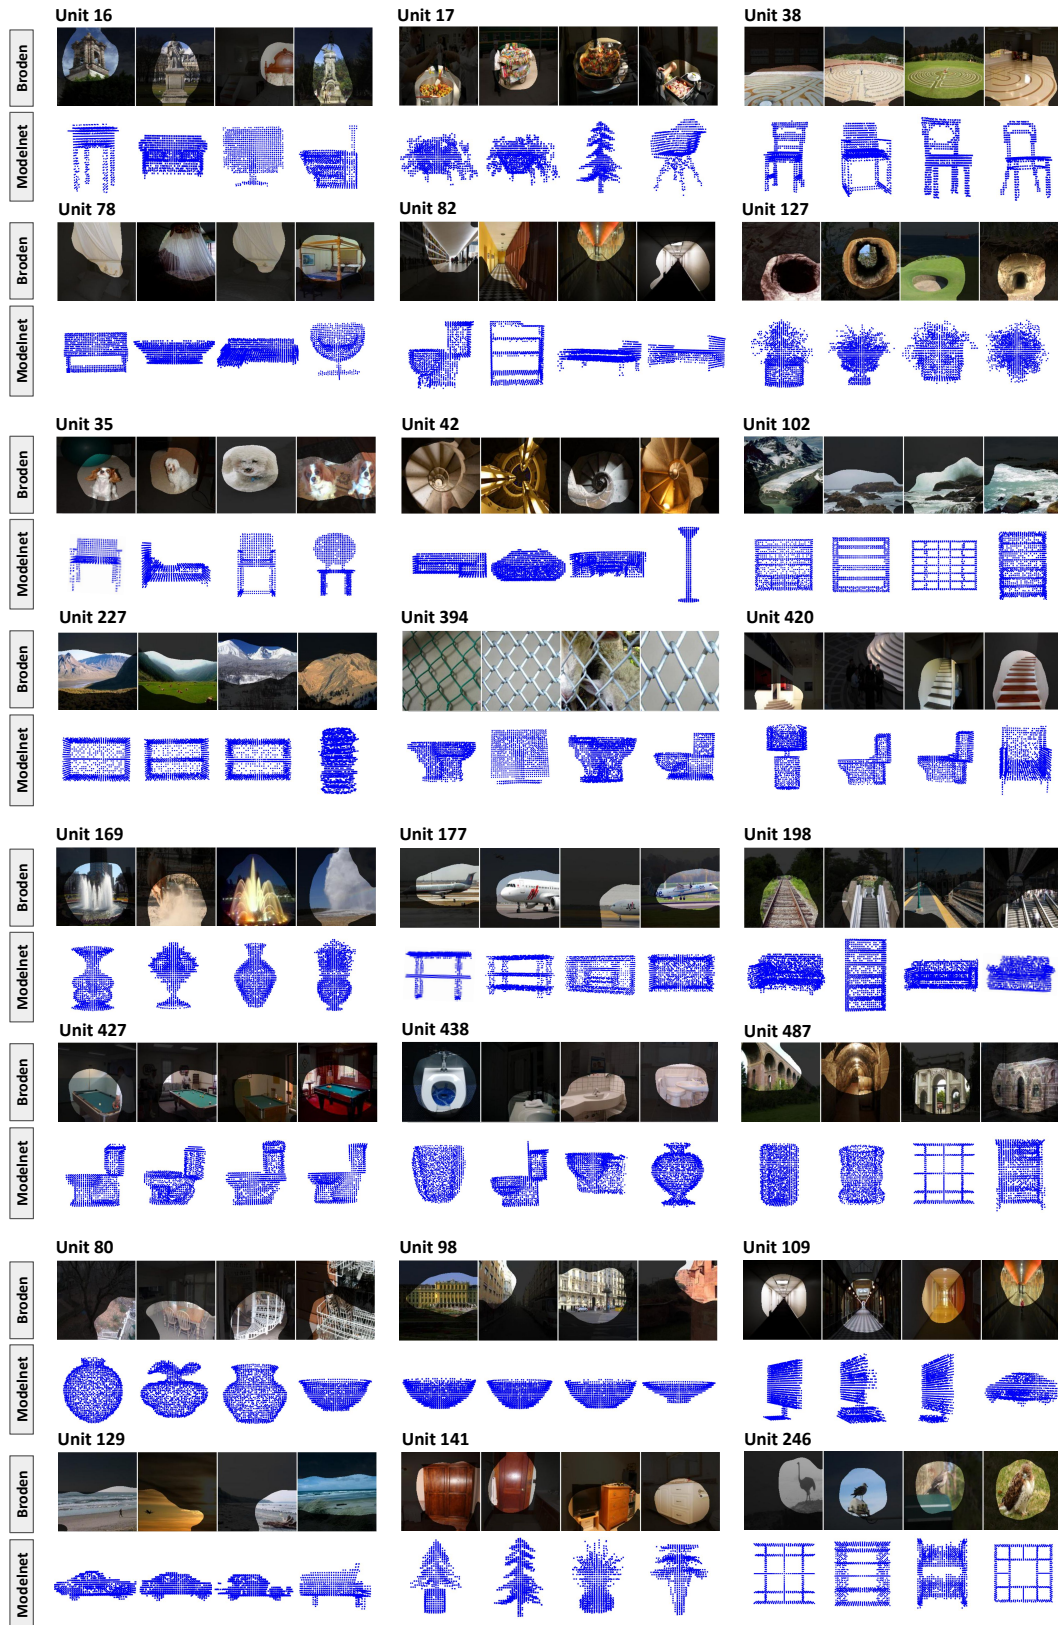 Unit 16 Unit 17 Unit 38
Broden
Modelnet
Unit 78 Unit 82 Unit 127
Broden
Modelnet
Unit 35 Unit 42 Unit 102
Broden
Modelnet
Unit 227 Unit 394 Unit 420
Broden
Modelnet
Unit 169 Unit 177 Unit 198
Broden
Modelnet
Unit 427 Unit 438 Unit 487
Broden
Modelnet
Unit 80 Unit 98 Unit 109
Broden
Modelnet
Unit 129 Unit 141 Unit 246
Broden
Modelnet